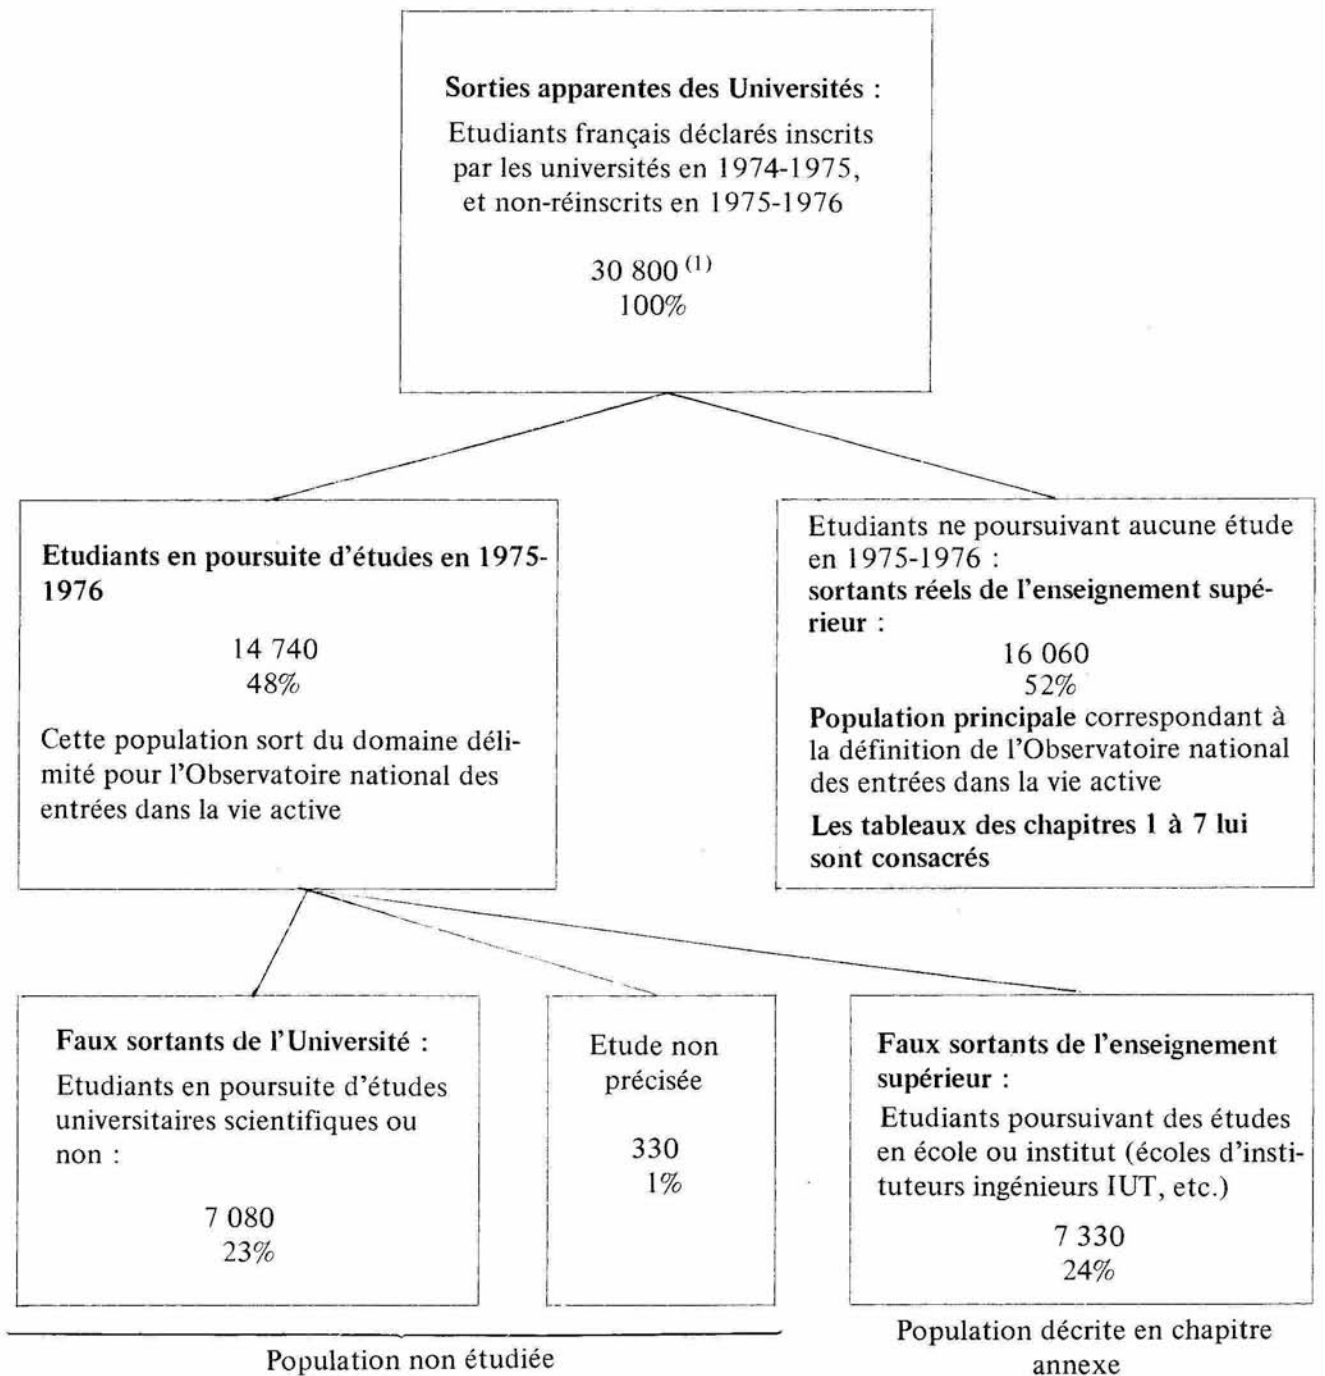 Sorties apparentes des Universités :
Etudiants français déclarés inscrits
par les universités en 1974-1975,
et non-réinscrits en 1975-1976
30 800 (1)
100%
Etudiants en poursuite d'études en 1975-
1976
14 740
48%
Cette population sort du domaine déli-
mité pour l'Observatoire national des
entrées dans la vie active
Etudiants ne poursuivant aucune étude
en 1975-1976 :
sortants réels de l'enseignement supé-
rieur :
16 060
52%
Population principale correspondant à
la définition de l'Observatoire national
des entrées dans la vie active
Les tableaux des chapitres 1 à 7 lui
sont consacrés
Faux sortants de l'Université :
Etudiants en poursuite d'études
universitaires scientifiques ou
non :
7 080
23%
Etude non
précisée
330
1%
Faux sortants de l'enseignement
supérieur :
Etudiants poursuivant des études
en école ou institut (écoles d'insti-
tuteurs ingénieurs IUT, etc.)
7 330
24%
Population non étudiée
Population décrite en chapitre
annexe